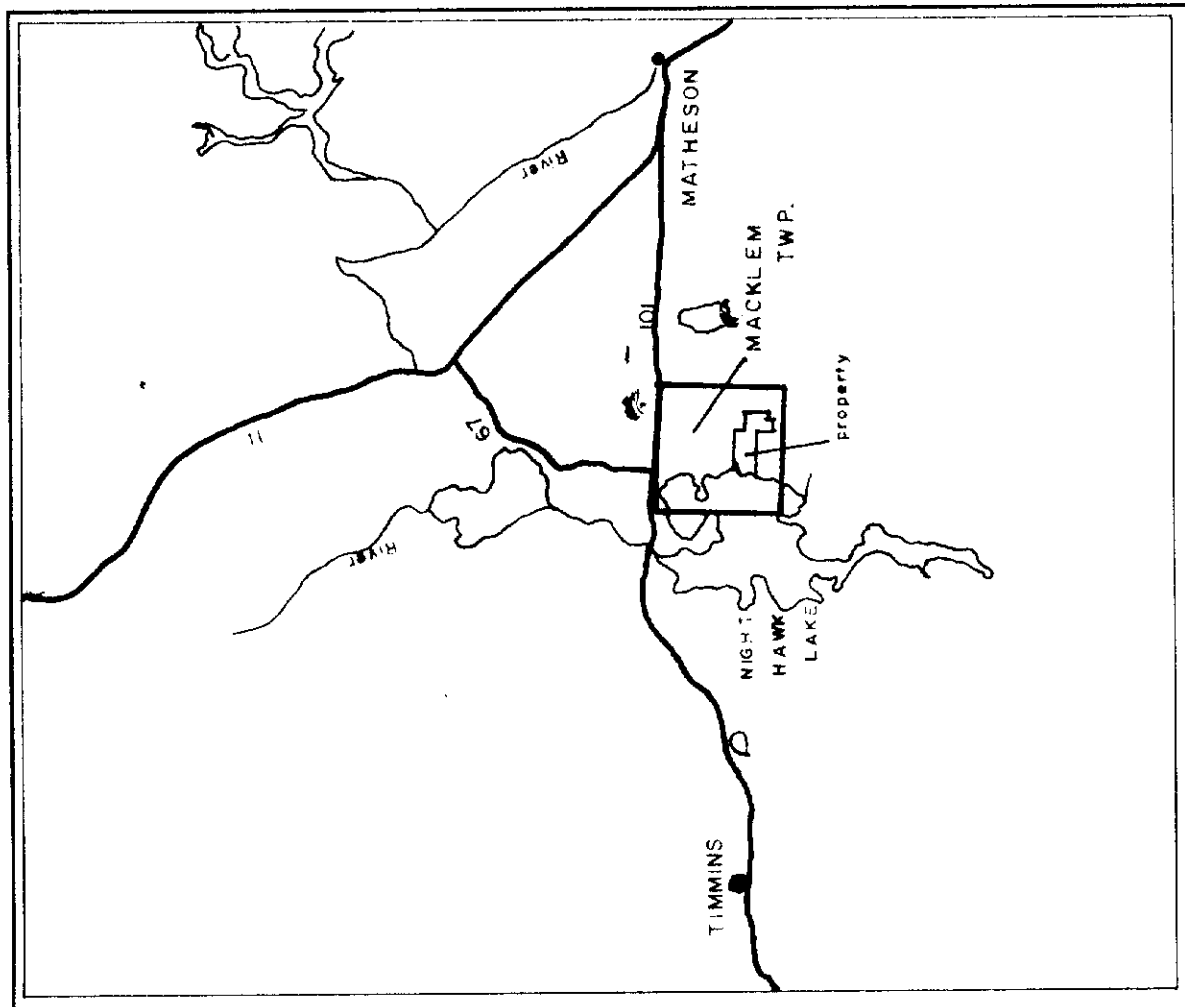 River
MATHESON
101
MACKLEM
TWP.
property
11
67
River
NIGHT
HAWK
LAKE
TIMMINS